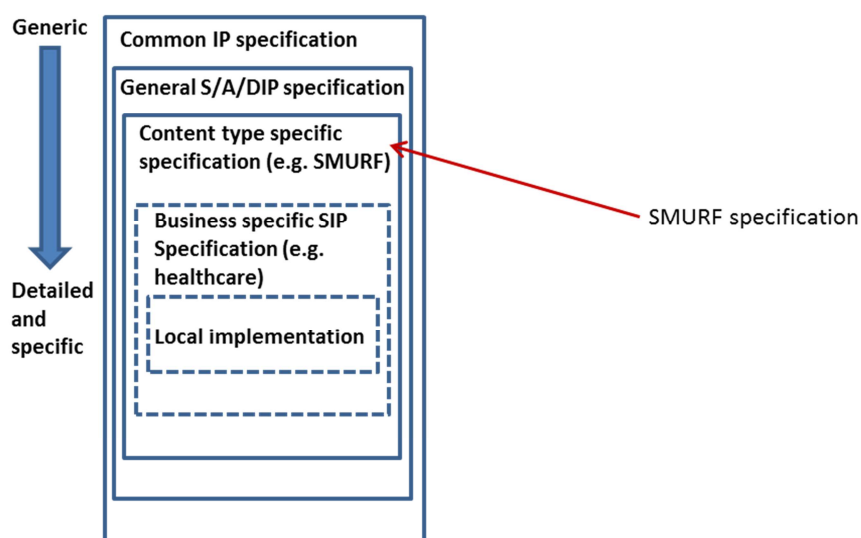 Generic
Common IP specification
General S/A/DIP specification
Content type specific
specification (e.g. SMURF)
SMURF specification
Business specific SIP
Specification (e.g.
healthcare)
Detailed
and
specific
Local implementation